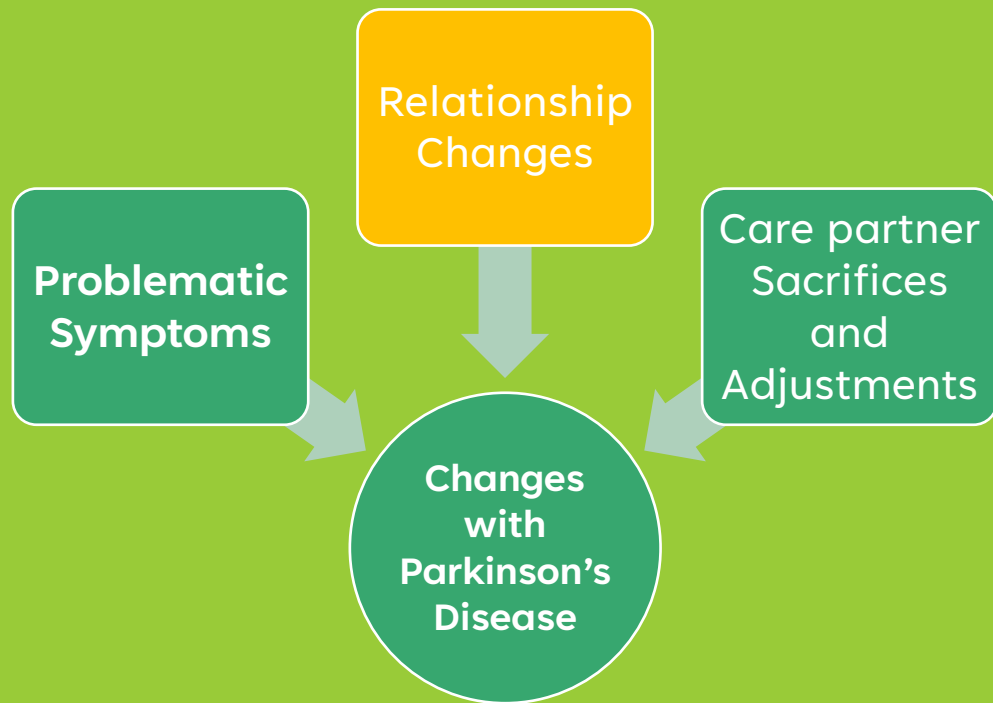 Relationship
Changes
Problematic
Symptoms
Care partner
Sacrifices
and
Adjustments
Changes
with
Parkinson’s
Disease